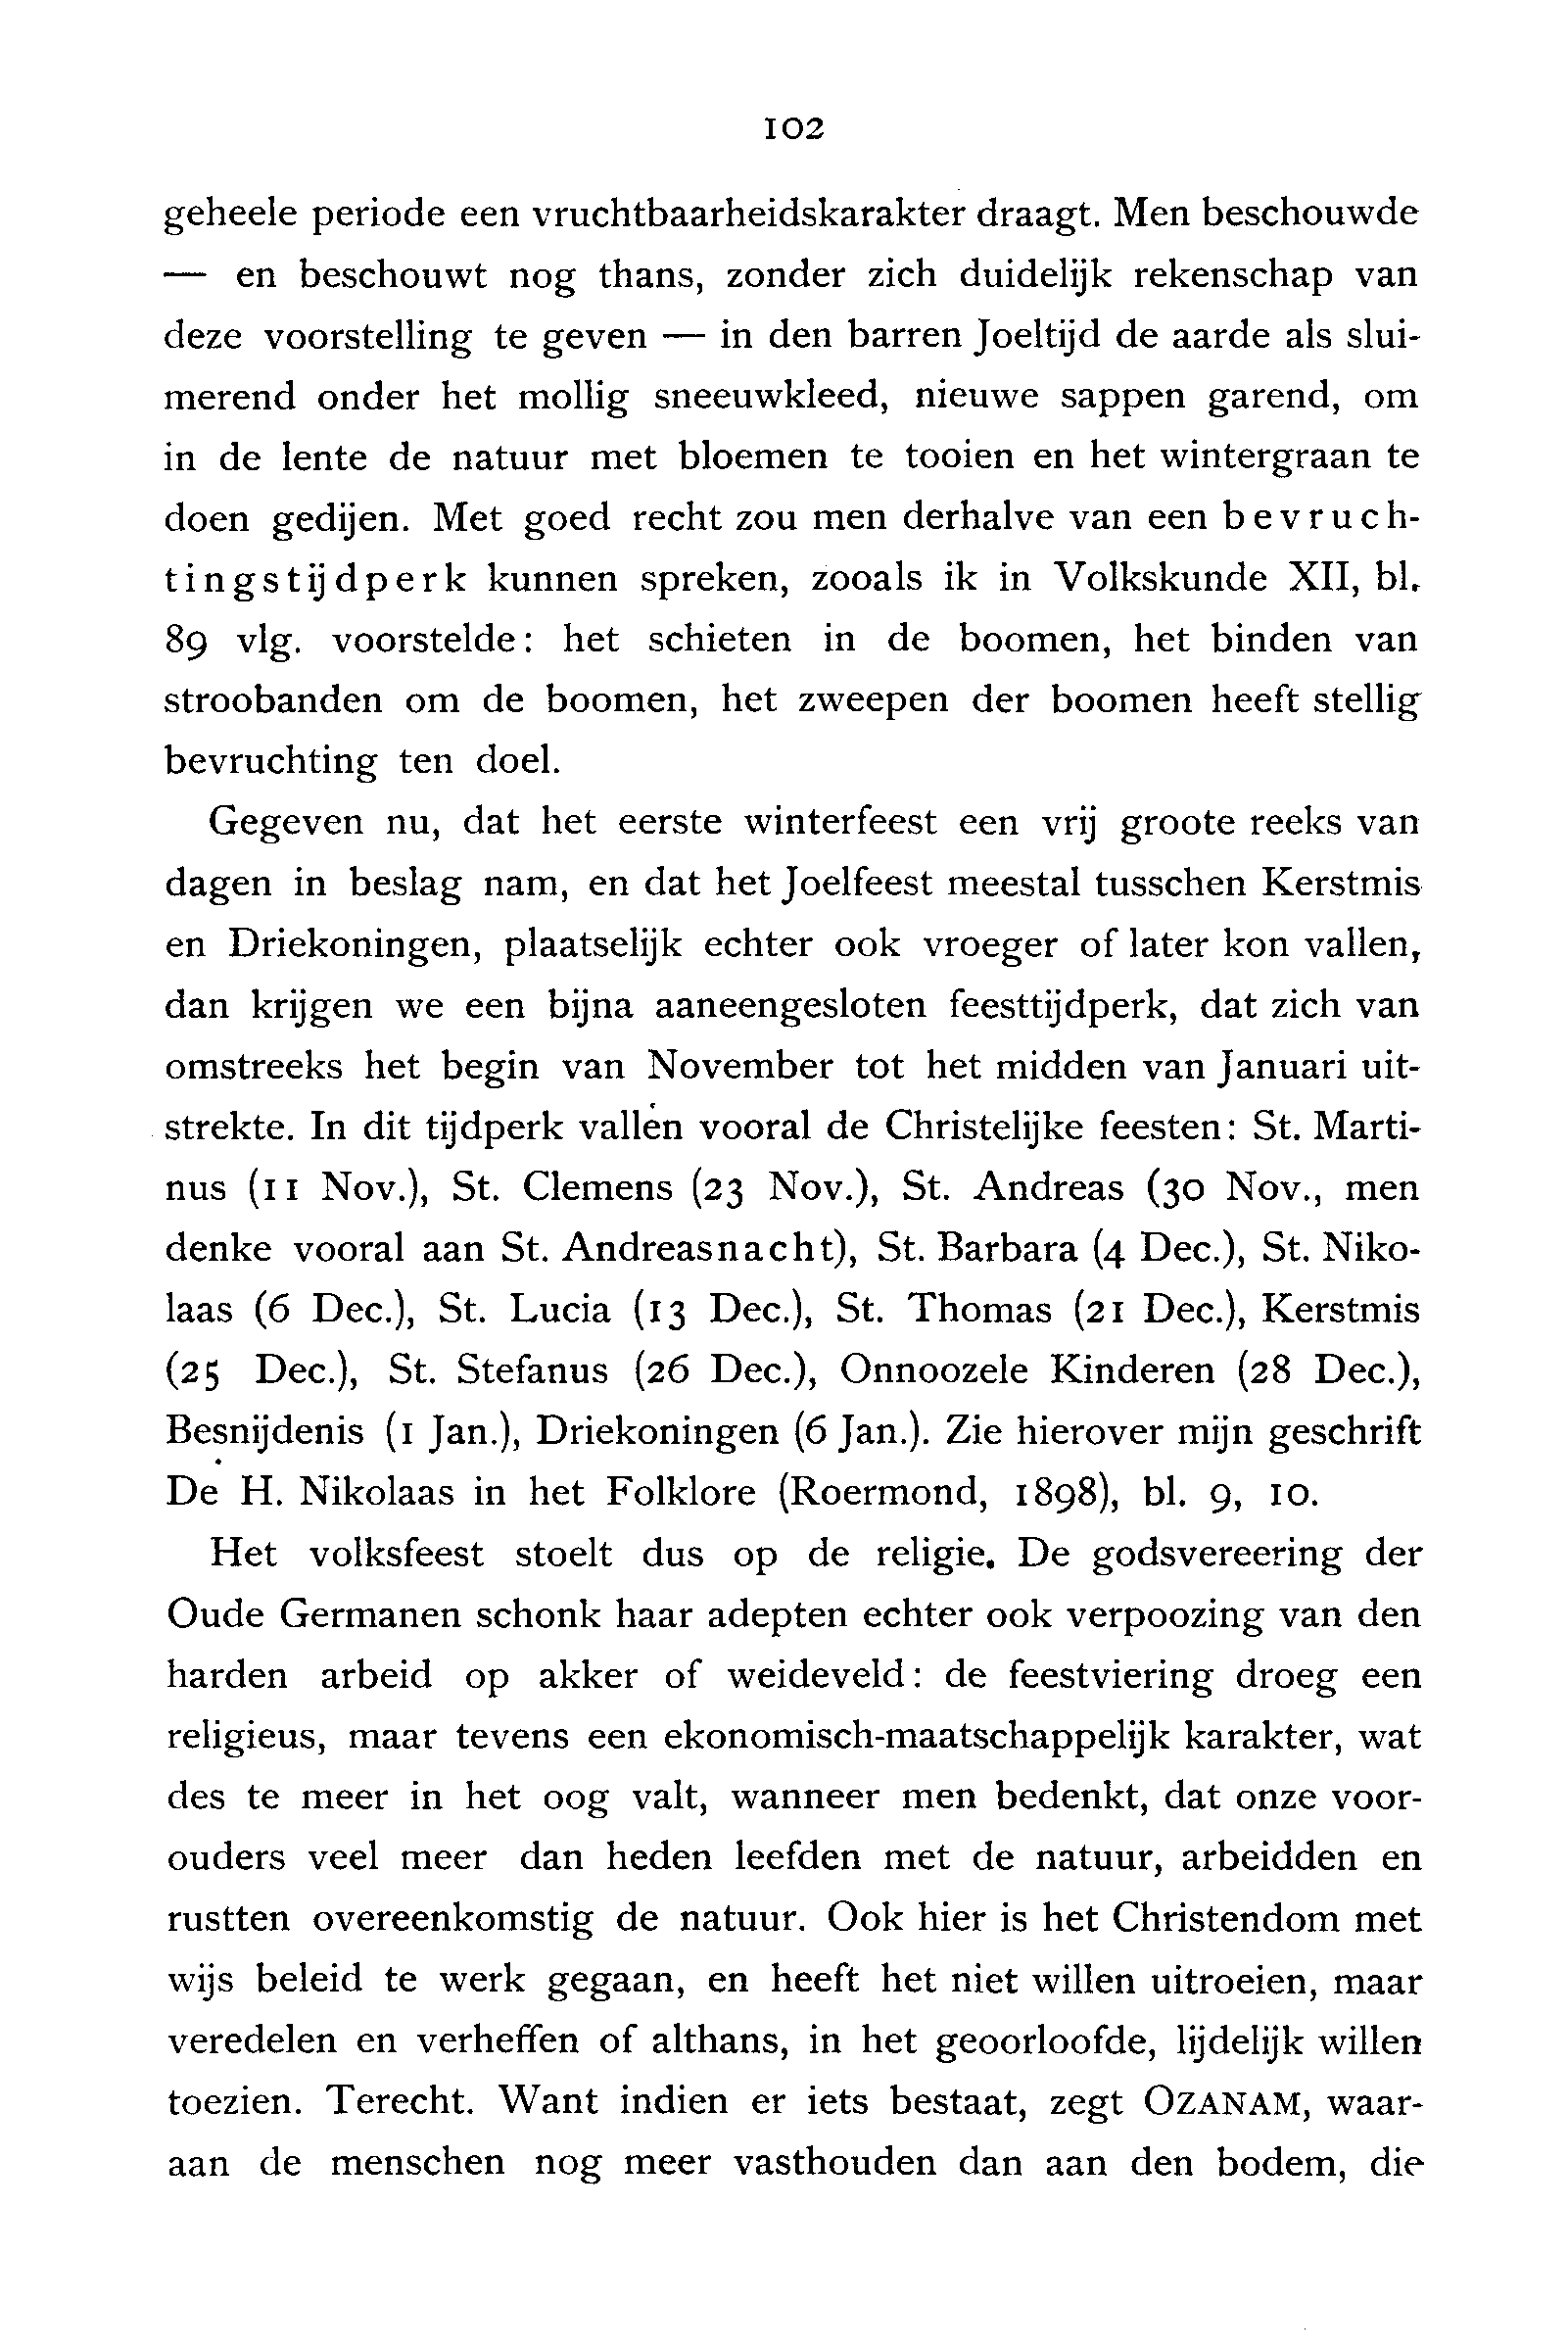 102
geheele periode een vruchtbaarheidskarakter draagt. Men beschouwde
— en beschouwt nog thans, zonder zich duidelijk rekenschap van
deze voorstelling te geven — in den barren Joeltijd de aarde als slui-
merend onder het mollig sneeuwkleed, nieuwe sappen garend, om
in de lente de natuur met bloemen te tooien en het wintergraan te
doen gedijen. Met goed recht zou men derhalve van een bevruch-
tingstijdperk kunnen spreken, zooals ik in Volkskunde XII, bl.
89 vlg. voorstelde: het schieten in de boomen, het binden van
stroobanden om de boomen, het zweepen der boomen heeft stellig
bevruchting ten doel.
Gegeven nu, dat het eerste winterfeest een vrij groote reeks van
dagen in beslag nam, en dat het Joelfeest meestal tusschen Kerstmis
en Driekoningen, plaatselijk echter ook vroeger of later kon vallen,
dan krijgen we een bijna aaneengesloten feesttijdperk, dat zich van
omstreeks het begin van November tot het midden van Januari uit-
strekte. In dit tijdperk vallen vooral de Christelijke feesten: St. Marti-
nus (11 Nov.), St. Clemens (23 Nov.), St. Andreas (30 Nov., men
denke vooral aan St. Andreasnacht), St. Barbara (4 Dec.), St. Niko-
laas (6 Dec.), St. Lucia (13 Dec.), St. Thomas (21 Dec.), Kerstmis
(25 Dec.), St. Stefanus (26 Dec.), Onnoozele Kinderen (28 Dec.),
Besnijdenis (1 Jan.), Driekoningen (6 Jan.). Zie hierover mijn geschrift
De H. Nikolaas in het Folklore (Roermond, 1898), bl. 9, 10.
Het volksfeest stoelt dus op de religie. De godsvereering der
Oude Germanen schonk haar adepten echter ook verpoozing van den
harden arbeid op akker of weideveld: de feestviering droeg een
religieus, maar tevens een ekonomisch-maatschappelijk karakter, wat
des te meer in het oog valt, wanneer men bedenkt, dat onze voor-
ouders veel meer dan heden leefden met de natuur, arbeidden en
rustten overeenkomstig de natuur. Ook hier is het Christendom met
wijs beleid te werk gegaan, en heeft het niet willen uitroeien, maar
veredelen en verheffen of althans, in het geoorloofde, lijdelijk willen
toezien. Terecht. Want indien er iets bestaat, zegt OZANAM, waar-
aan de menschen nog meer vasthouden dan aan den bodem, die